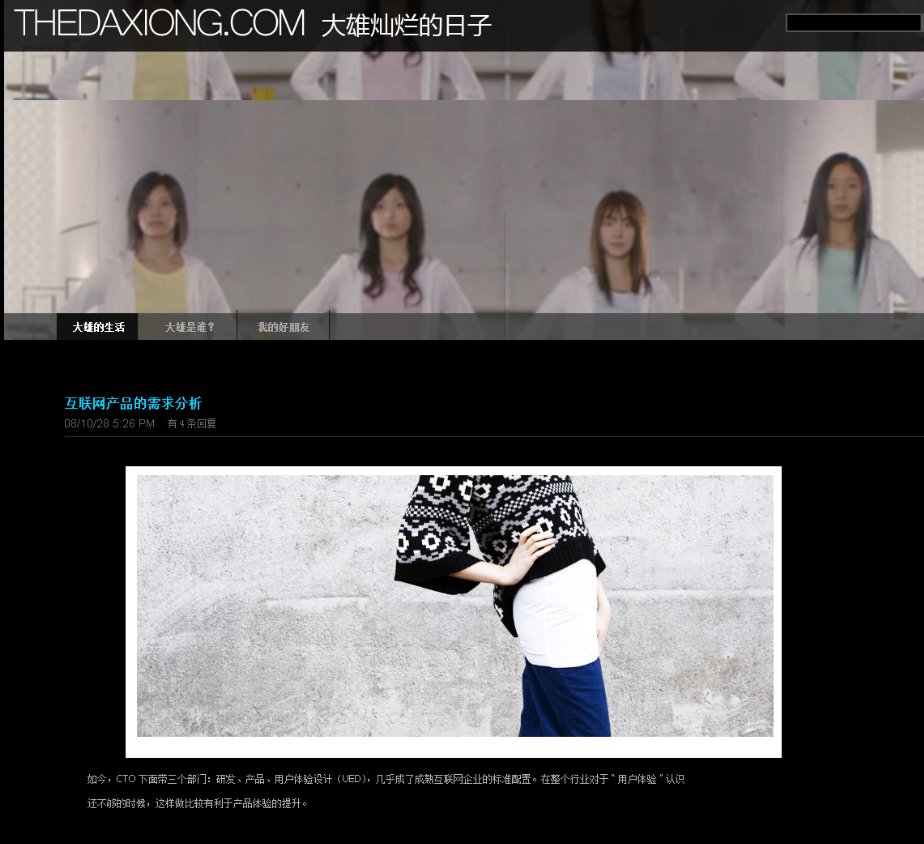 THEDAXIONG.COM 大雄灿烂的日子
大雄的生活 大雄是谁? 我的好朋友
互联网产品的需求分析
08/10/28 5:26 PM 有 4 条回复
如今，CTO 下面带三个部门：研发、产品、用户体验设计（UED)，几乎成了成熟互联网企业的标准配置。在整个行业对于“用户体验”认识
还不够的时候，这样做比较有利于产品体验的提升。